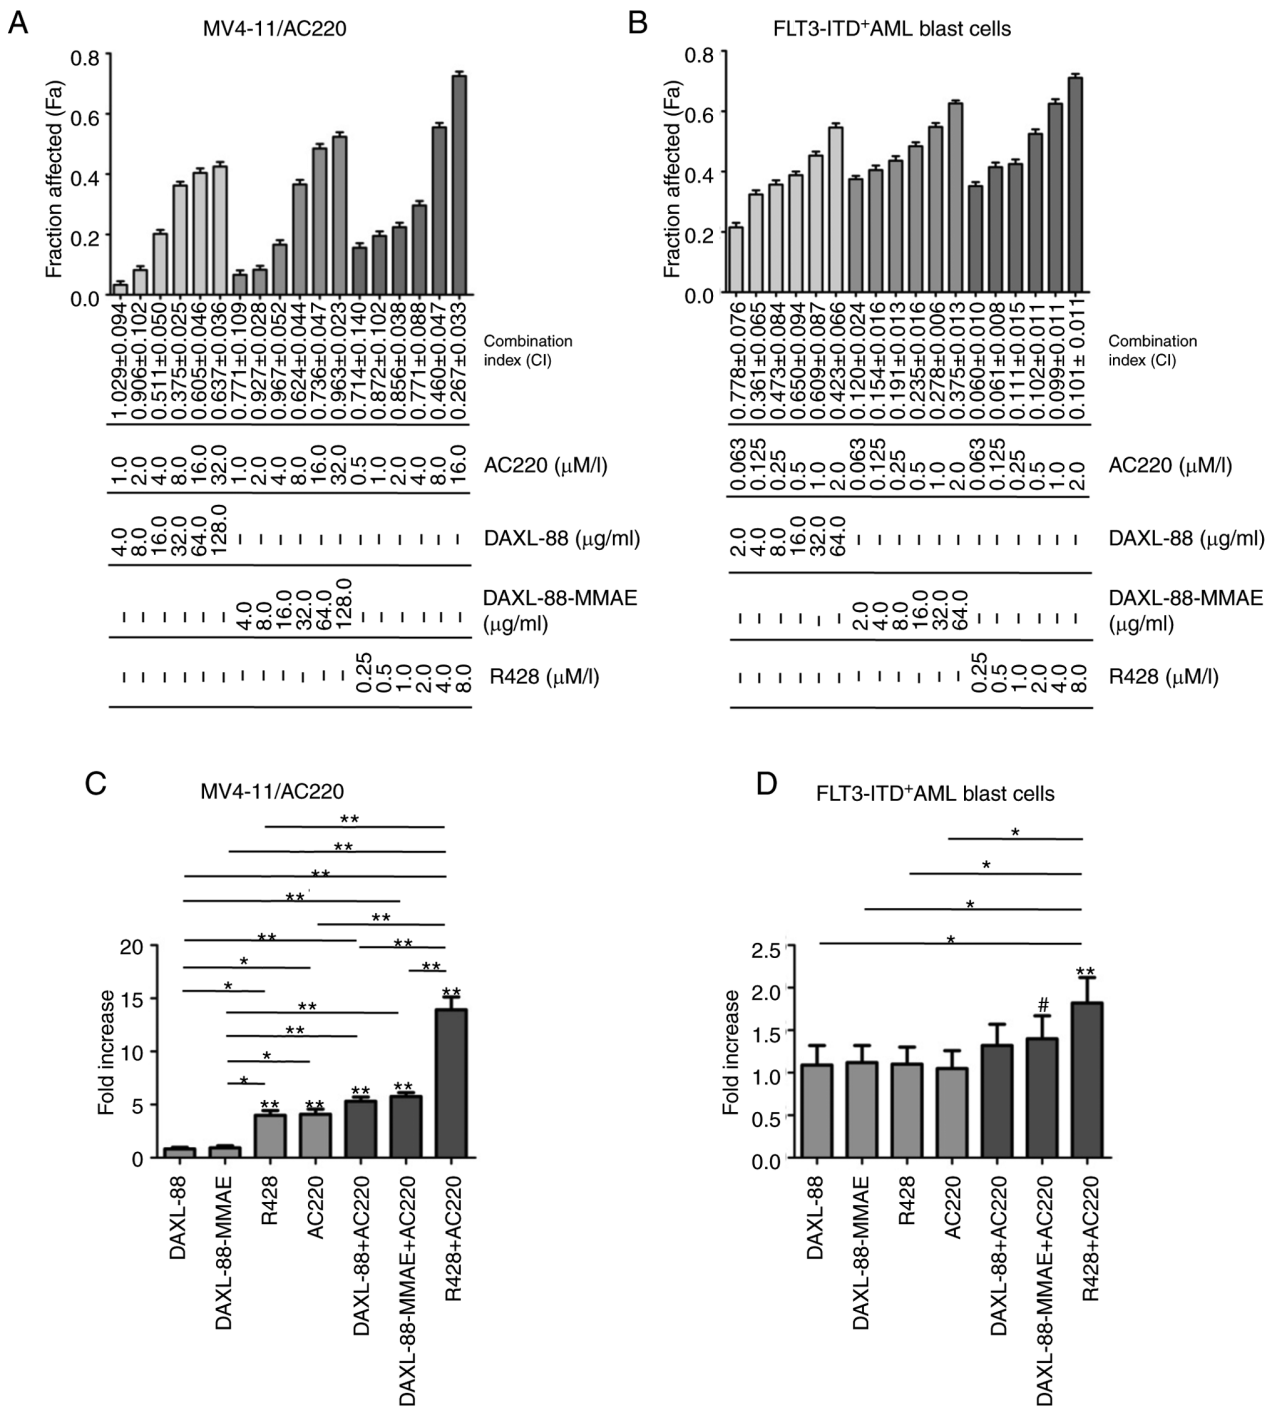 A
MV4-11/AC220
Fraction affected (Fa)
0.8
0.6
0.4
0.2
0.0
1.029±0.094
0.906±0.102
0.5111±0.050
0.375±0.025
0.605±0.046
0.637±0.036
0.771±0.109
0.927±0.028
0.967±0.052
0.624±0.044
0.736±0.047
0.963±0.023
0.714±0.140
0.872±0.102
0.856±0.038
0.771±0.088
0.460±0.047
0.267±0.033
Combination
index (CI)
1.0 2.0 4.0 8.0 16.0 32.0 1.0 2.0 4.0 8.0 16.0 32.0 0.5 1.0 2.0 4.0 8.0 16.0
AC220 (μM/l)
4.0 8.0 16.0 32.0 64.0 128.0 – – – – – – – – – – – –
DAXL-88 (μg/ml)
– – – – – – 4.0 8.0 16.0 32.0 64.0 128.0 – – – – – –
DAXL-88-MMAE
(μg/ml)
– – – – – – – – – – – – 0.25 0.5 1.0 2.0 4.0 8.0
R428 (μM/l)
B
FLT3-ITD+AML blast cells
Fraction affected (Fa)
0.8
0.6
0.4
0.2
0.0
0.778±0.076
0.361±0.065
0.473±0.084
0.650±0.094
0.609±0.087
0.423±0.066
0.120±0.024
0.154±0.016
0.191±0.013
0.235±0.016
0.278±0.006
0.375±0.013
0.060±0.010
0.061±0.008
0.111±0.015
0.102±0.011
0.099±0.011
0.101± 0.011
Combination
index (CI)
0.063 0.125 0.25 0.5 1.0 2.0 0.063 0.125 0.25 0.5 1.0 2.0 0.063 0.125 0.25 0.5 1.0 2.0
AC220 (μM/l)
2.0 4.0 8.0 16.0 32.0 64.0 – – – – – – – – – – – –
DAXL-88 (μg/ml)
– – – – – – 2.0 4.0 8.0 16.0 32.0 64.0 – – – – – –
DAXL-88-MMAE
(μg/ml)
– – – – – – – – – – – – 0.25 0.5 1.0 2.0 4.0 8.0
R428 (μM/l)
C
MV4-11/AC220
**
**
**
**
**
** **
* **
*
**
**
*
*
** ** ** ** **
Fold increase
20
15
10
5
0
DAXL-88
DAXL-88-MMAE
R428
AC220
DAXL-88+AC220
DAXL-88-MMAE+AC220
R428+AC220
D
FLT3-ITD+AML blast cells
*
*
*
*
**
#
Fold increase
2.5
2.0
1.5
1.0
0.5
0.0
DAXL-88
DAXL-88-MMAE
R428
AC220
DAXL-88+AC220
DAXL-88-MMAE+AC220
R428+AC220